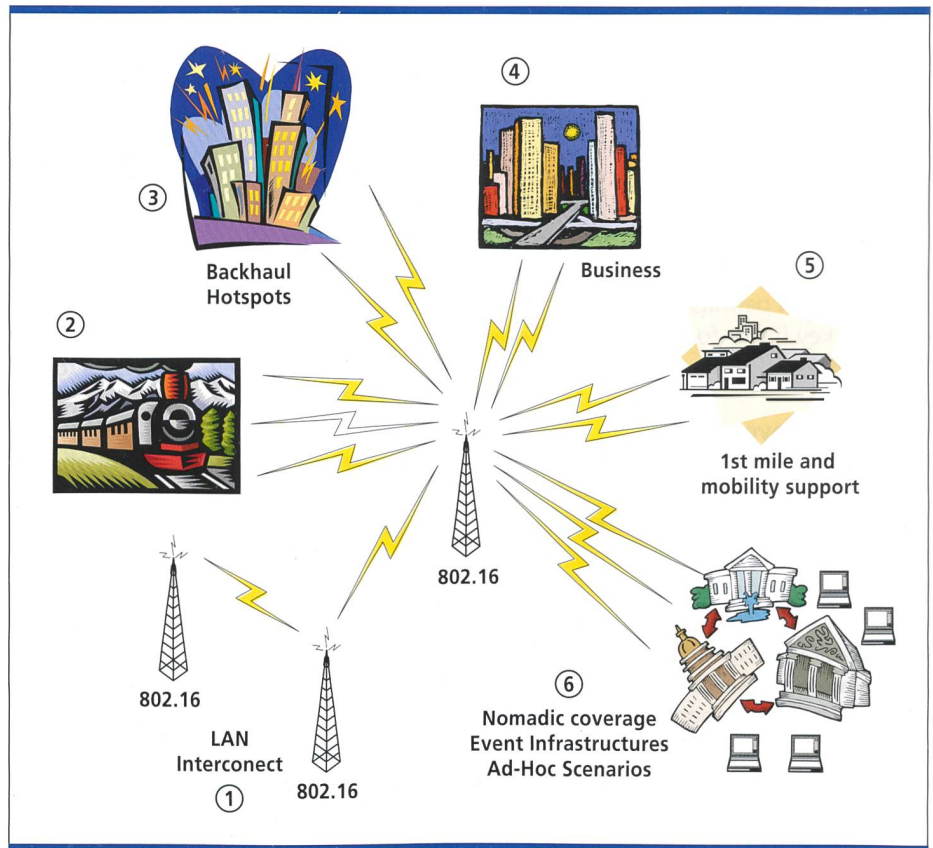 ④
③
Backhaul
Hotspots
Business
⑤
②
1st mile and
mobility support
802.16
802.16
⑥
Nomadic coverage
Event Infrastructures
Ad-Hoc Scenarios
LAN
Interconect
①
802.16